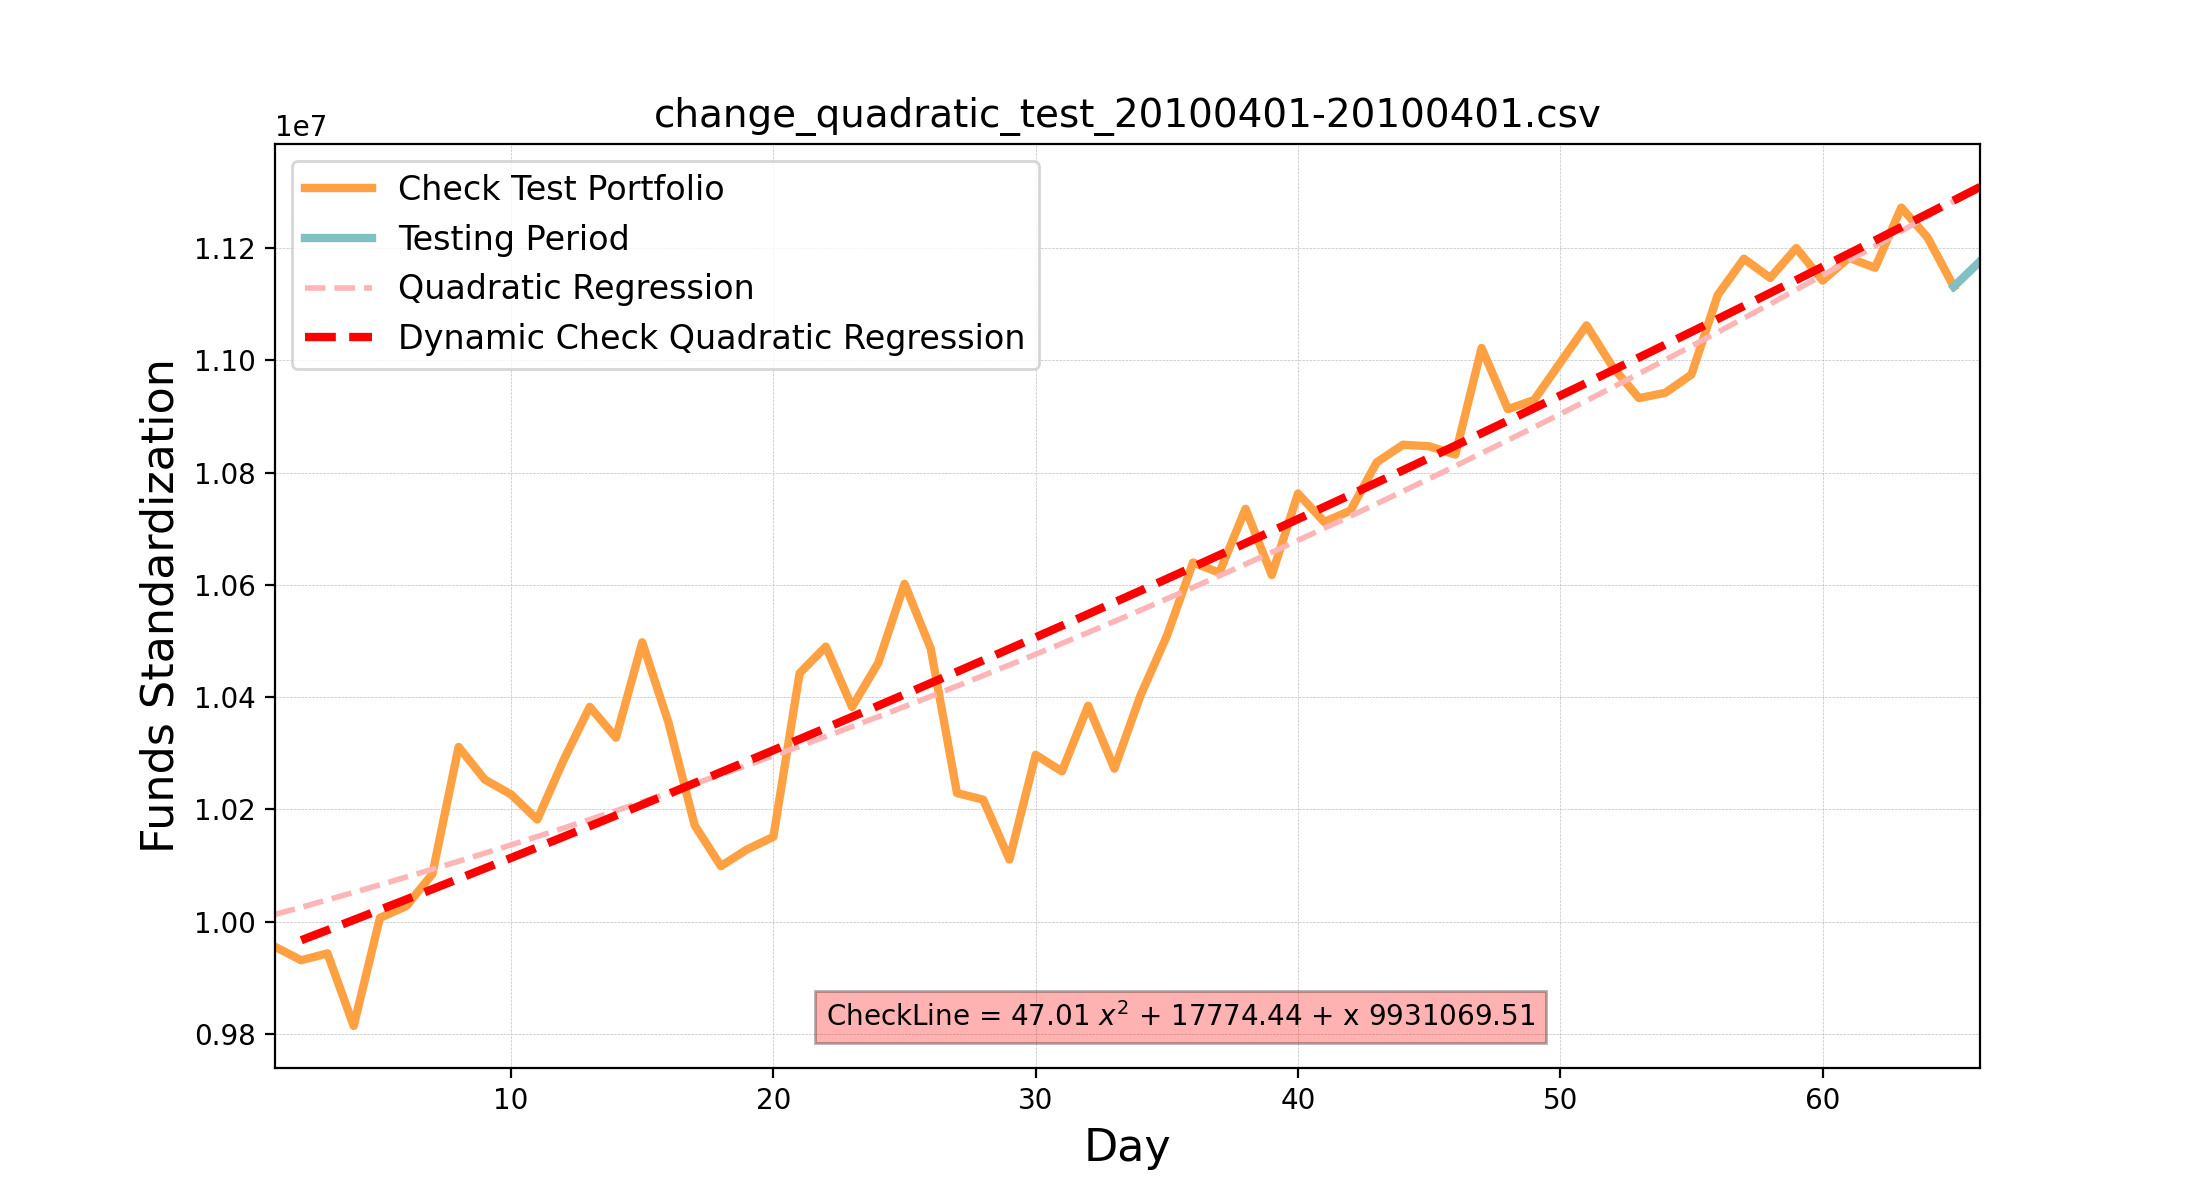 change_quadratic_test_20100401-20100401.csv
1e7
Check Test Portfolio
Testing Period
Quadratic Regression
Dynamic Check Quadratic Regression
1.12
1.10
1.08
1.06
1.04
1.02
1.00
0.98
Funds Standardization
CheckLine = 47.01 x² + 17774.44 + x 9931069.51
10 20 30 40 50 60
Day